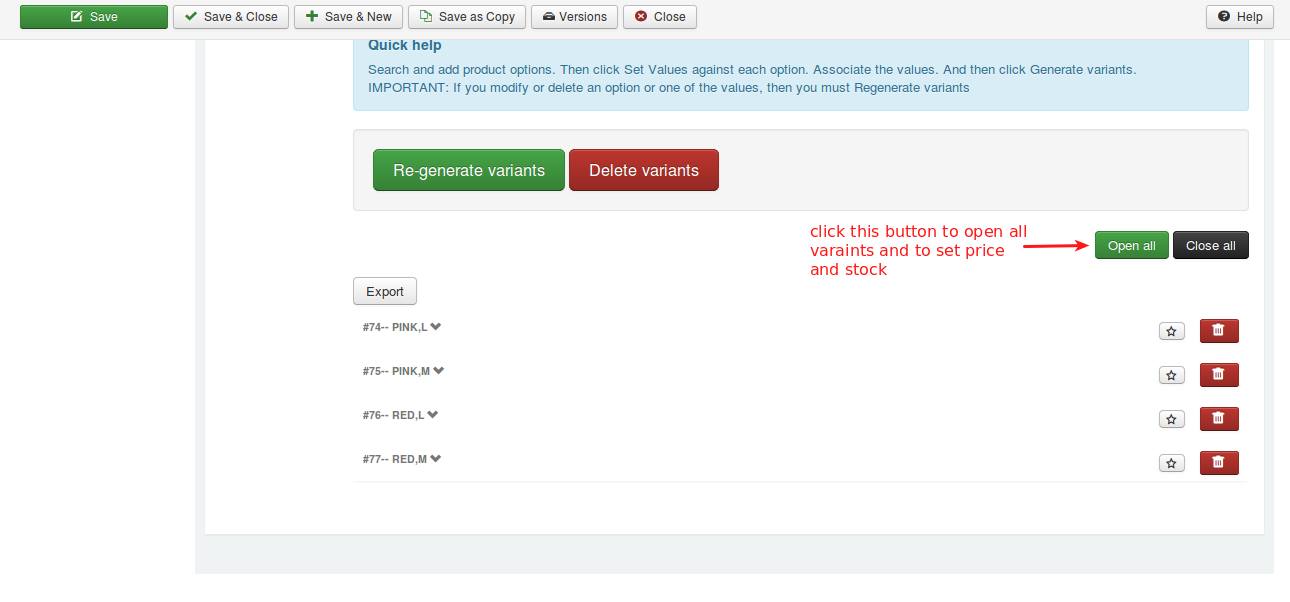 Save Save & Close Save & New Save as Copy Versions Close Help
Quick help
Search and add product options. Then click Set Values against each option. Associate the values. And then click Generate variants.
IMPORTANT: If you modify or delete an option or one of the values, then you must Regenerate variants
Re-generate variants Delete variants
click this button to open all
varaints and to set price
and stock
Open all Close all
Export
#74-- PINK,L
#75-- PINK,M
#76-- RED,L
#77-- RED,M